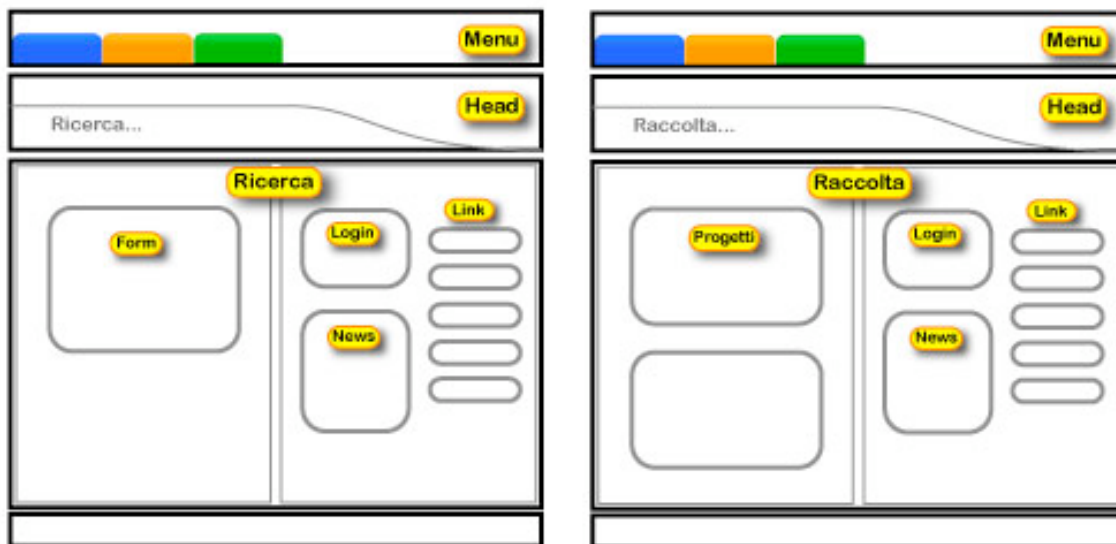 Menu
Head
Ricerca...
Ricerca
Form
Login
Link
News
Menu
Head
Raccolta...
Raccolta
Progetti
Login
Link
News